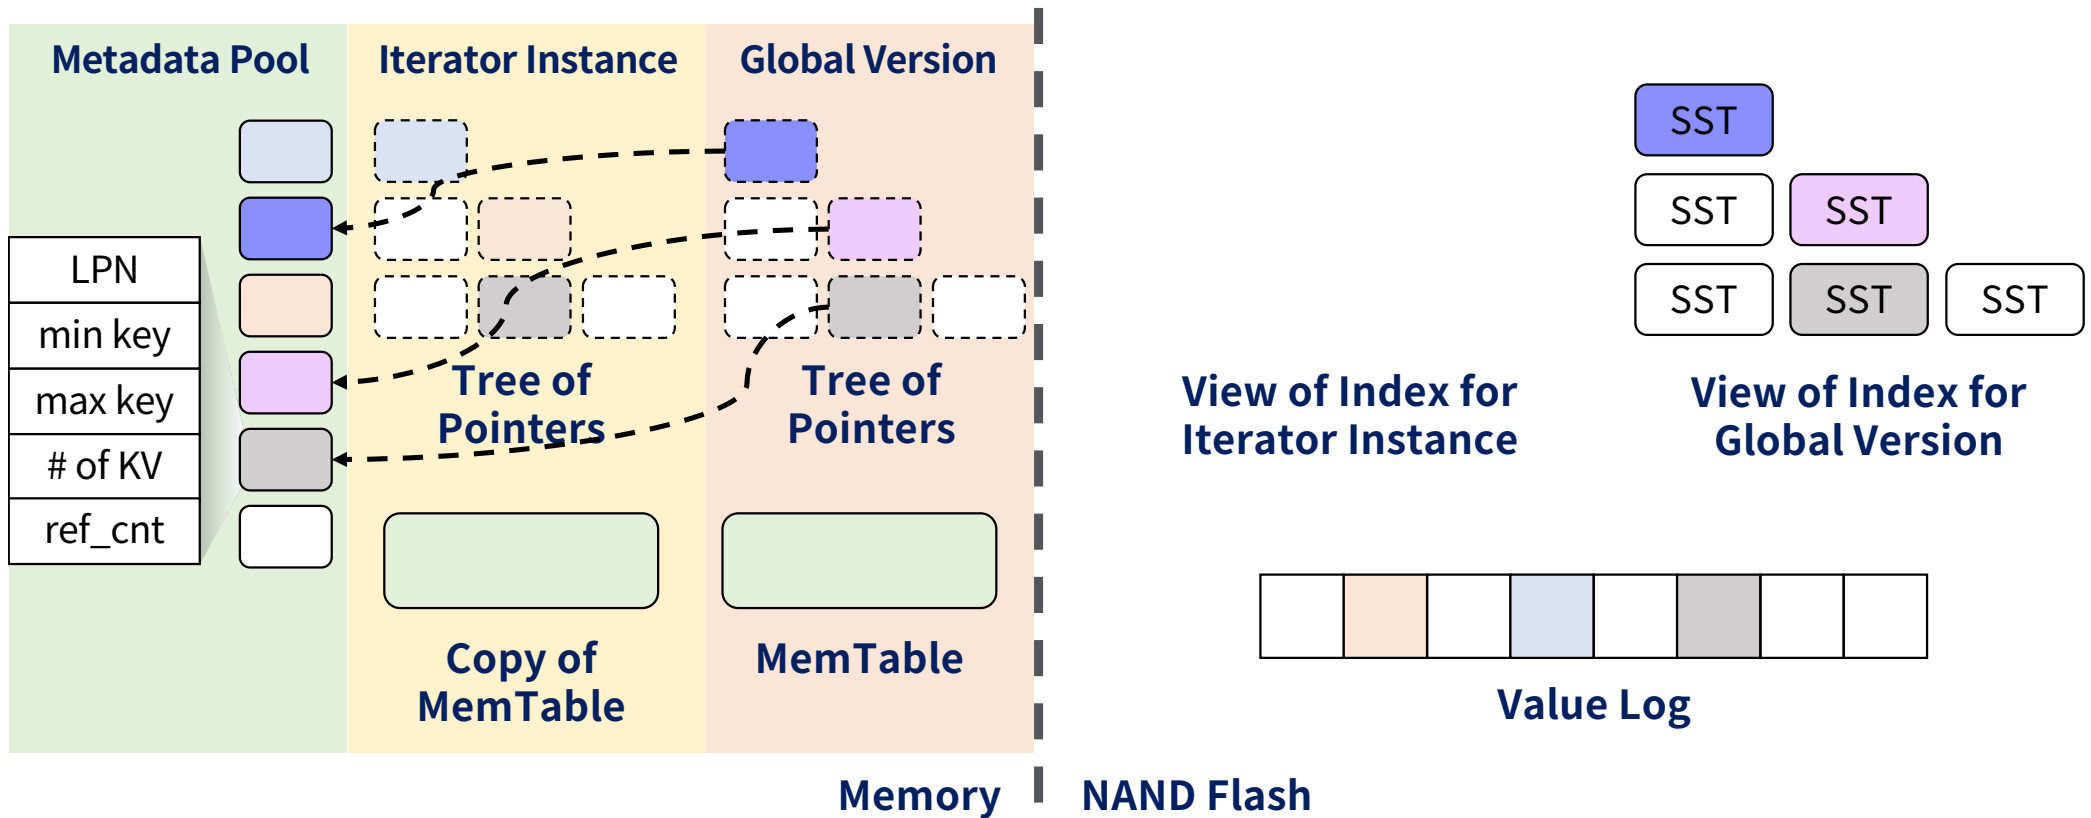 Metadata Pool
Iterator Instance
Global Version
LPN
min key
max key
# of KV
ref_cnt
Tree of
Pointers
Tree of
Pointers
Copy of
MemTable
MemTable
Memory
SST
SST
SST
SST
SST
SST
View of Index for
Iterator Instance
View of Index for
Global Version
Value Log
NAND Flash